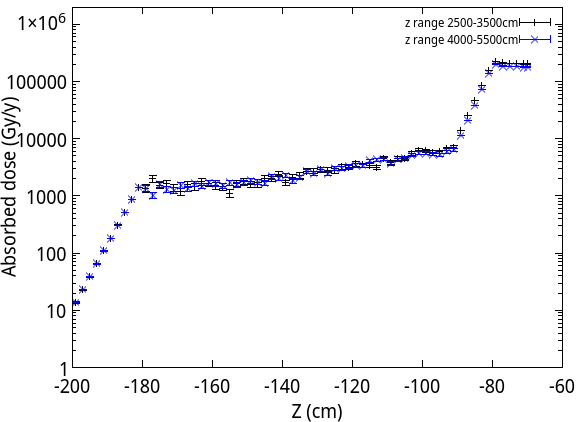 1×10⁶
100000
10000
1000
100
10
1
Absorbed dose (Gy/y)
z range 2500-3500cm
z range 4000-5500cm
-200 -180 -160 -140 -120 -100 -80 -60
Z (cm)